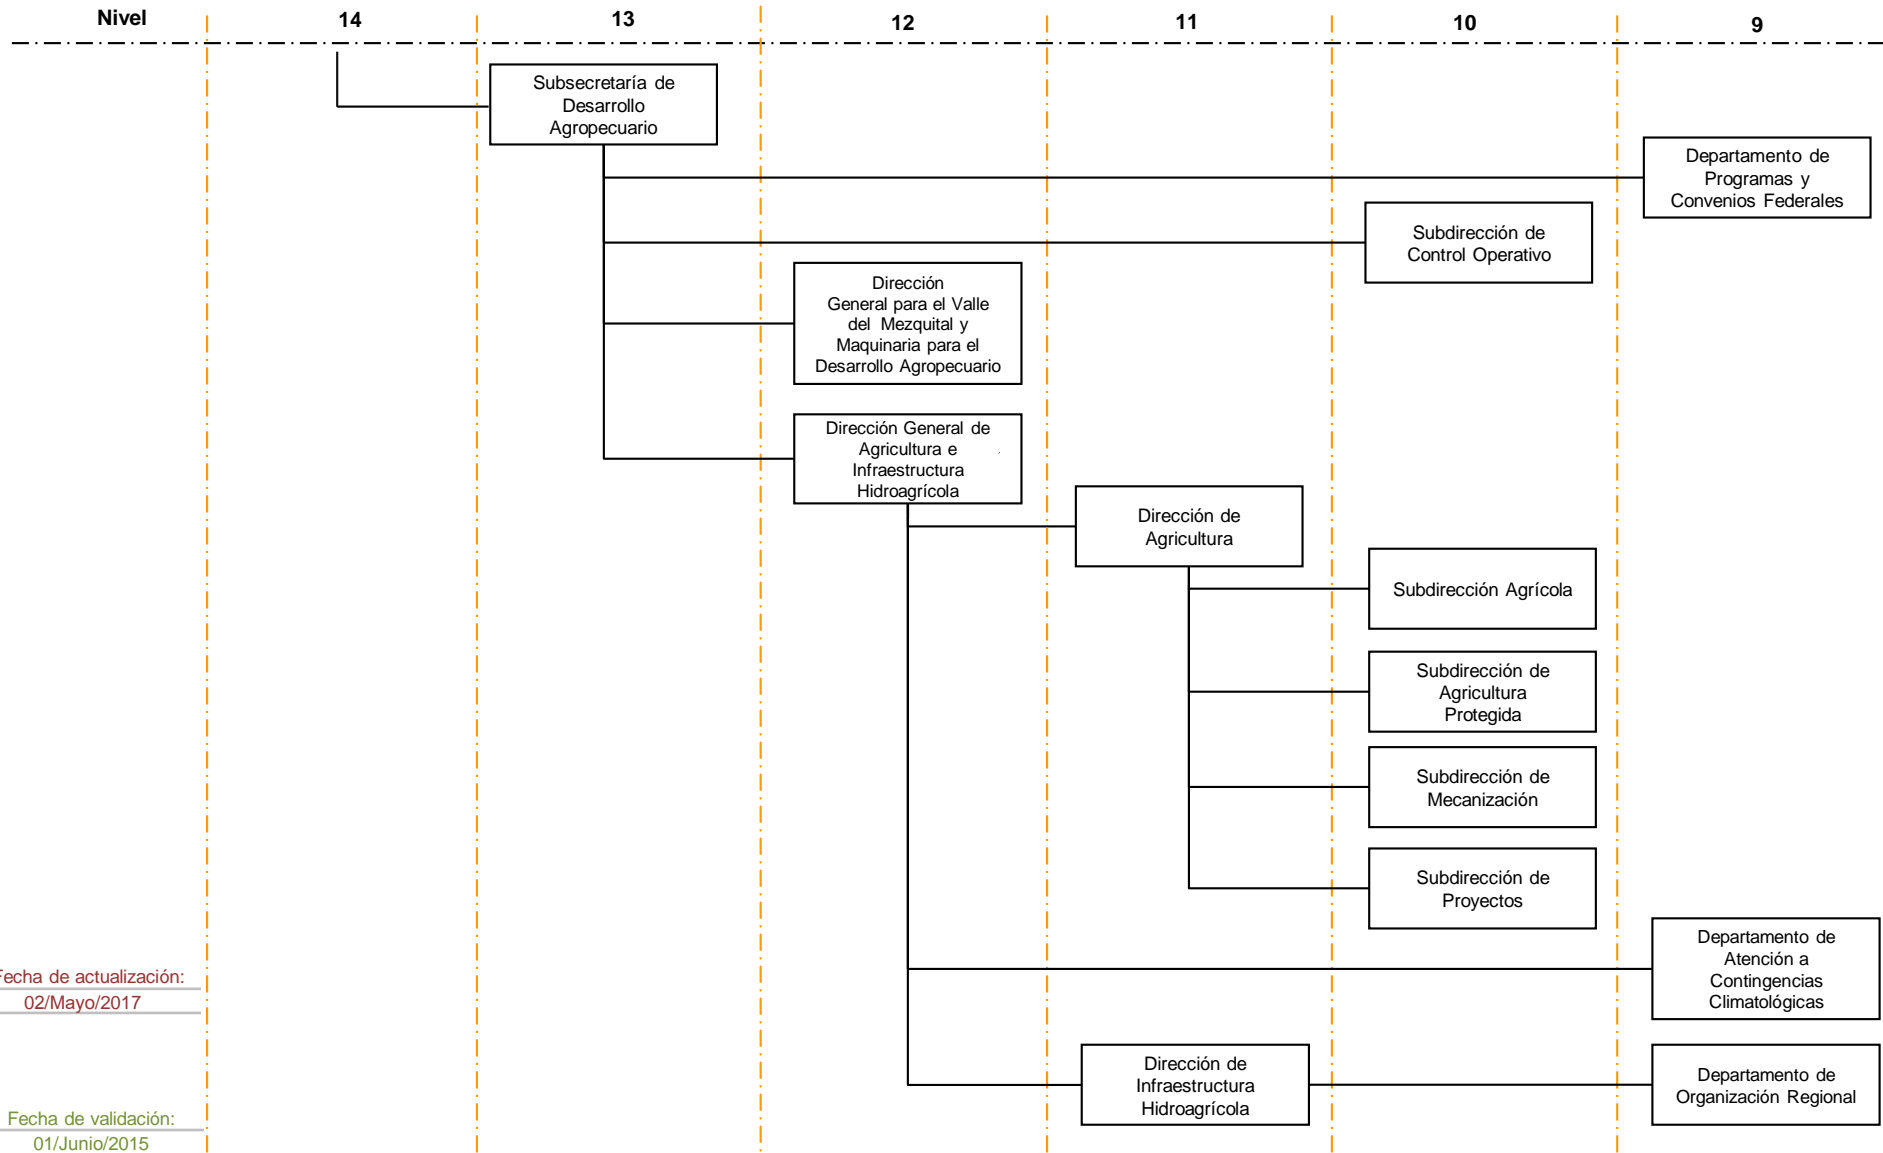 Nivel 14 13 12 11 10 9
Subsecretaría de
Desarrollo
Agropecuario
Departamento de
Programas y
Convenios Federales
Subdirección de
Control Operativo
Dirección
General para el Valle
del Mezquital y
Maquinaria para el
Desarrollo Agropecuario
Dirección General de
Agricultura e
Infraestructura
Hidroagrícola
Dirección de
Agricultura
Subdirección Agrícola
Subdirección de
Agricultura
Protegida
Subdirección de
Mecanización
Subdirección de
Proyectos
Departamento de
Atención a
Contingencias
Climatológicas
Fecha de actualización:
02/Mayo/2017
Dirección de
Infraestructura
Hidroagrícola
Departamento de
Organización Regional
Fecha de validación:
01/Junio/2015